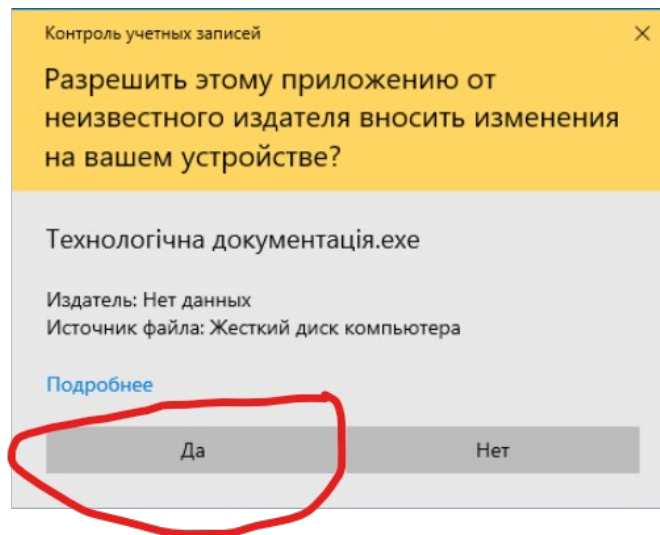 Контроль учетных записей
Разрешить этому приложению от
неизвестного издателя вносить изменения
на вашем устройстве?
Технологічна документація.exe
Издатель: Нет данных
Источник файла: Жесткий диск компьютера
Подробнее
Да Нет